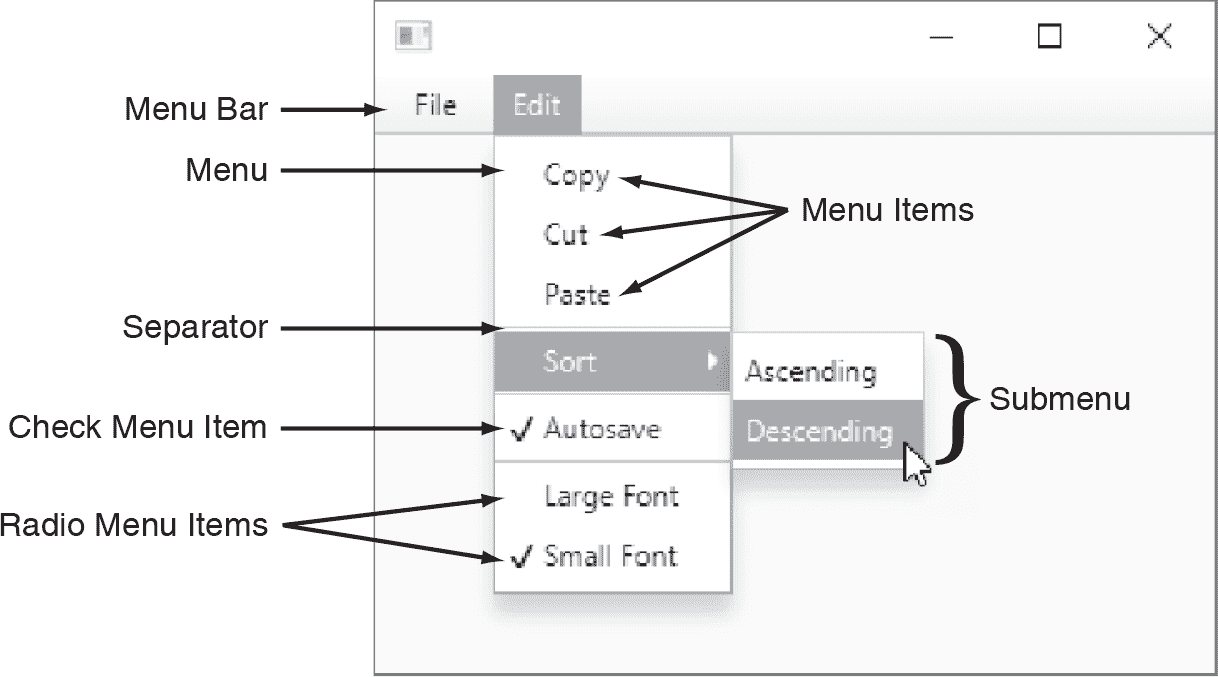 Menu Bar
File
Edit
Menu
Copy
Menu Items
Cut
Paste
Separator
Sort
Ascending
Submenu
Check Menu Item
Autosave
Descending
Large Font
Radio Menu Items
Small Font